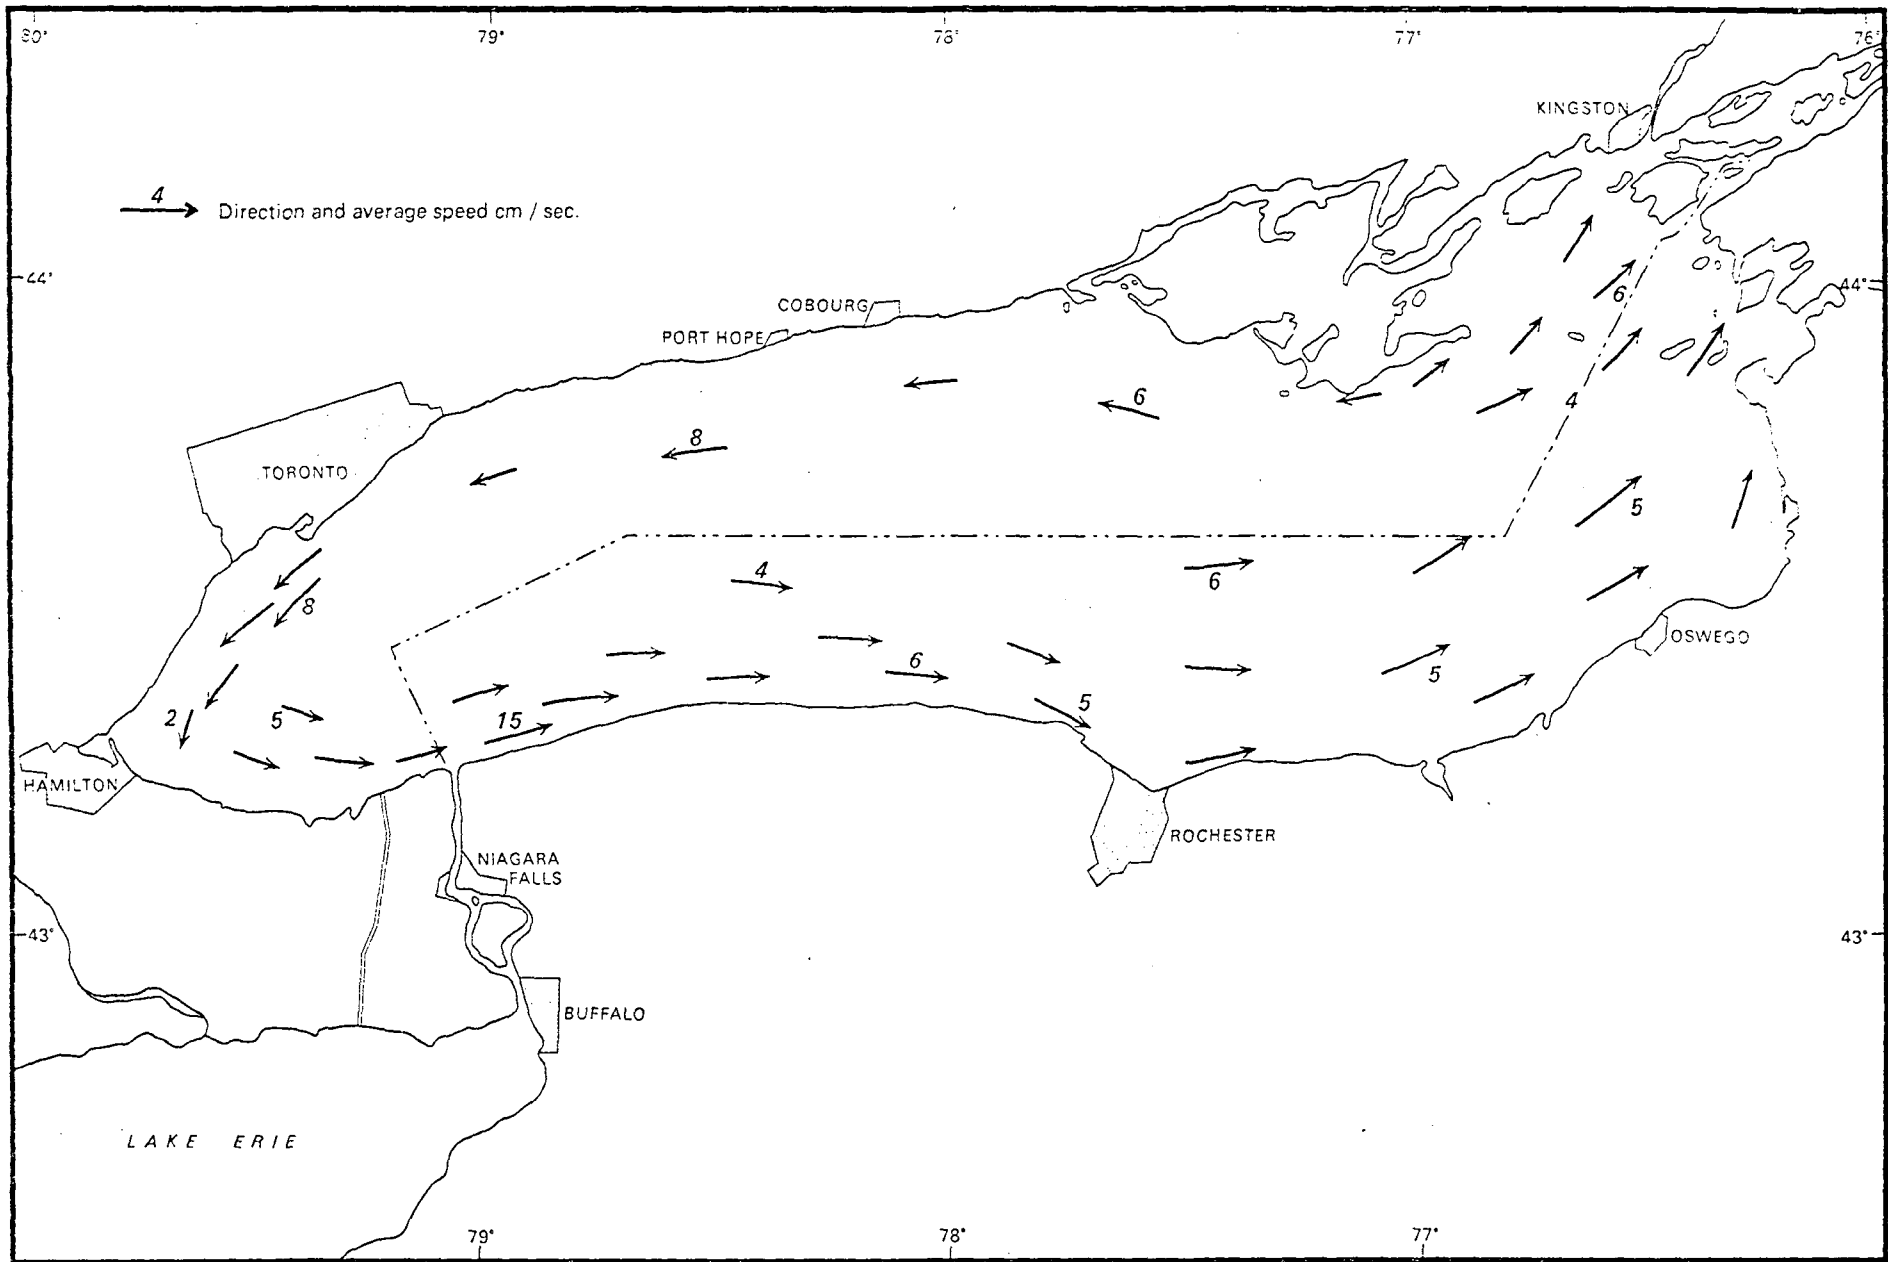 80° 79° 78° 77° 76°
KINGSTON
4
Direction and average speed cm / sec.
44° 44°
6
COBOURG
PORT HOPE
6
4
8
TORONTO
5
4
6
8
OSWEGO
6
5
2
5
15
5
HAMILTON
ROCHESTER
NIAGARA
FALLS
43° 43°
BUFFALO
LAKE ERIE
79° 78° 77°